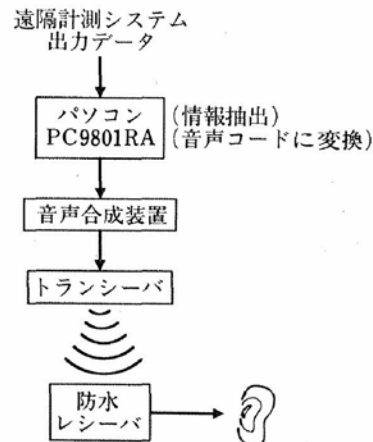 遠隔計測システム
出力データ
パソコン
PC9801RA
(情報抽出)
(音声コードに変換)
音声合成装置
トランシーバ
防水
レシーバ